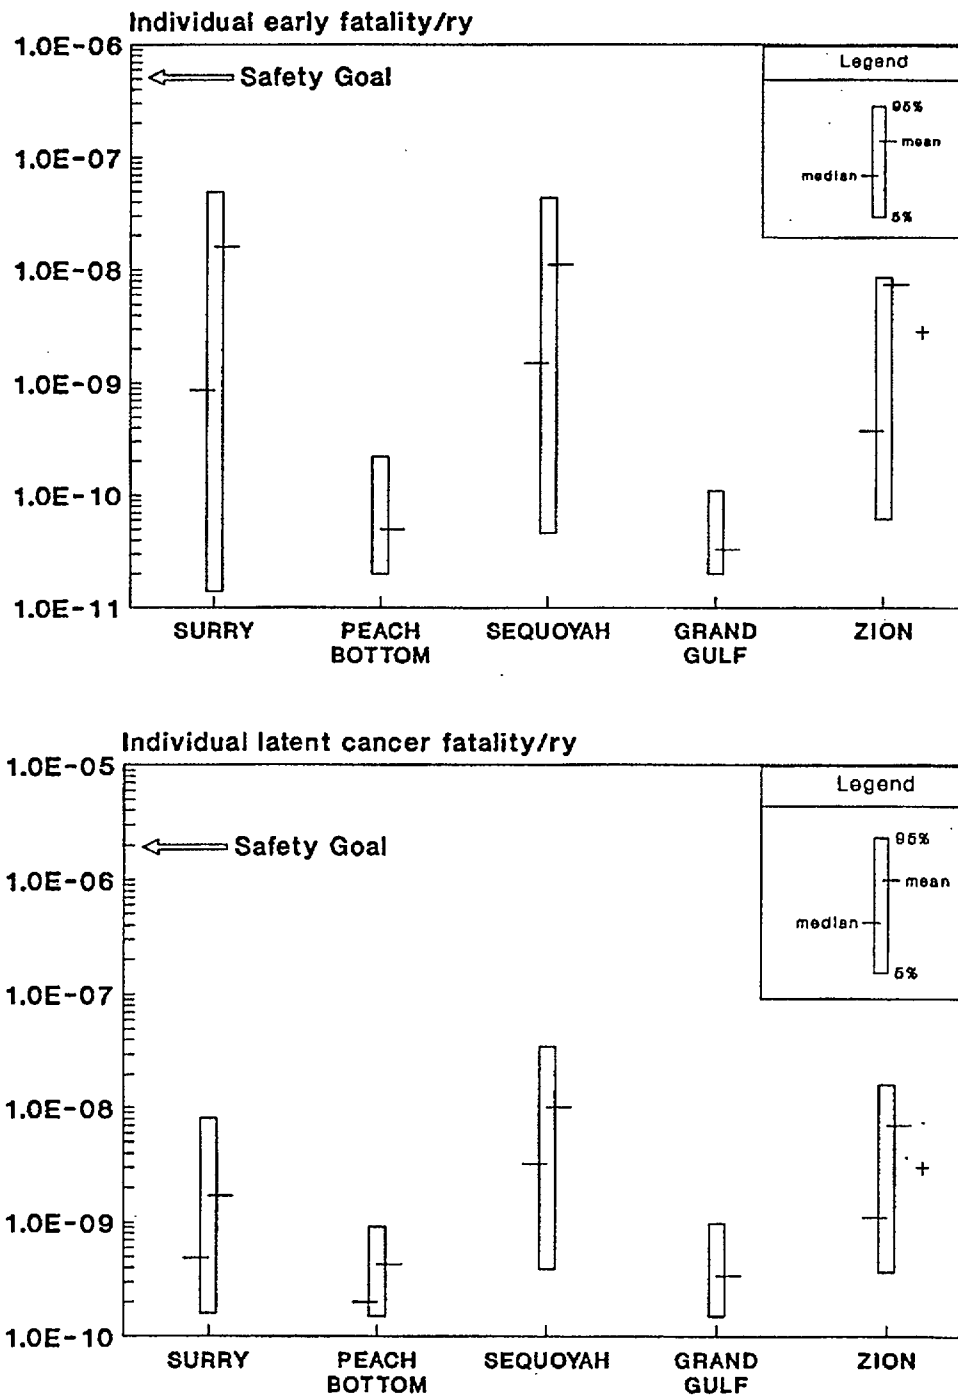 Individual early fatality/ry
1.0E-06
Safety Goal
1.0E-07
1.0E-08
1.0E-09
1.0E-10
1.0E-11
Legend
95%
mean
median
5%
+
SURRY
PEACH BOTTOM
SEQUOYAH
GRAND GULF
ZION
Individual latent cancer fatality/ry
1.0E-05
Safety Goal
1.0E-06
1.0E-07
1.0E-08
1.0E-09
1.0E-10
Legend
95%
mean
median
5%
+
SURRY
PEACH BOTTOM
SEQUOYAH
GRAND GULF
ZION